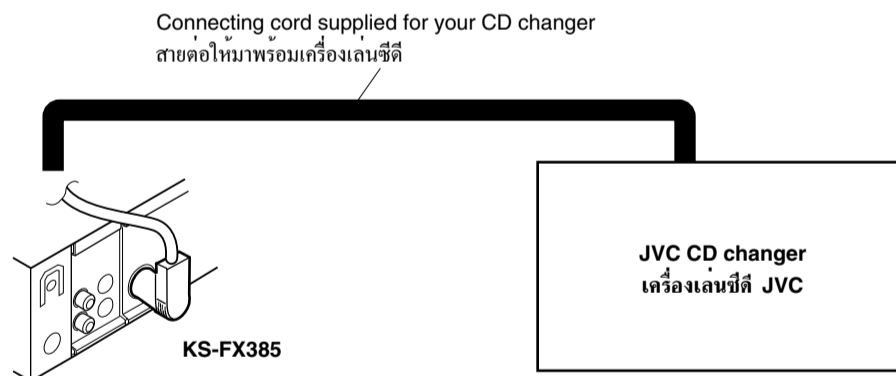 Connecting cord supplied for your CD changer
สายต่อให้มาพร้อมเครื่องเล่นซีดี
JVC CD changer
เครื่องเล่นซีดี JVC
KS-FX385